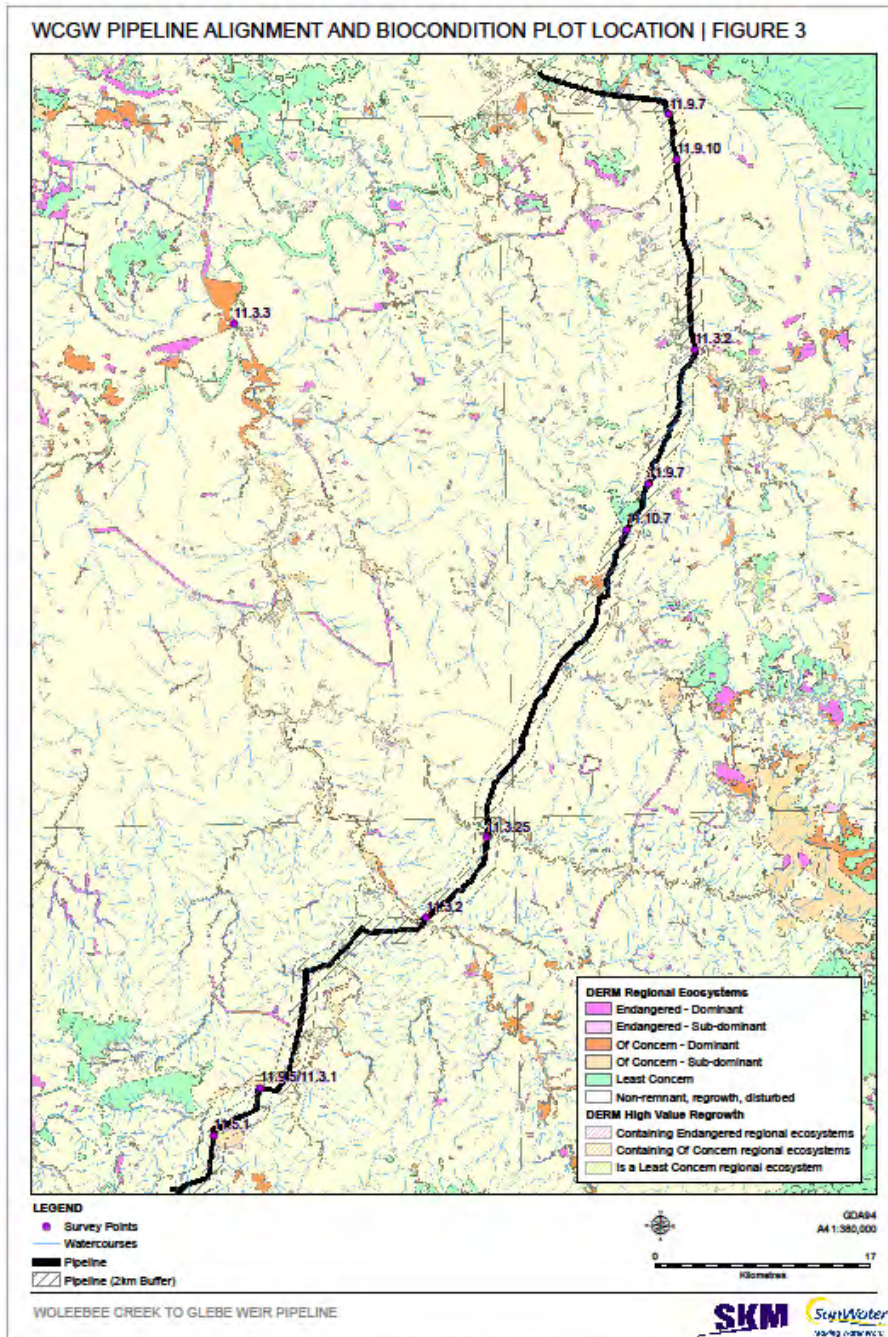 WCGW PIPELINE ALIGNMENT AND BIOCONDITION PLOT LOCATION | FIGURE 3
11.9.7
11.9.10
11.3.3
11.3.2
11.9.7
11.10.7
11.3.25
11.3.2
11.9.5/11.3.1
11.5.1
DERM Regional Ecosystems
Endangered - Dominant
Endangered - Sub-dominant
Of Concern - Dominant
Of Concern - Sub-dominant
Least Concern
Non-remnant, regrowth, disturbed
DERM High Value Regrowth
Containing Endangered regional ecosystems
Containing Of Concern regional ecosystems
Is a Least Concern regional ecosystem
LEGEND
Survey Points
Watercourses
Pipeline
Pipeline (2km Buffer)
GDA94
A4 1:380,000
0 17
Kilometres
WOLEEBEE CREEK TO GLEBE WEIR PIPELINE
SKM
SunWater